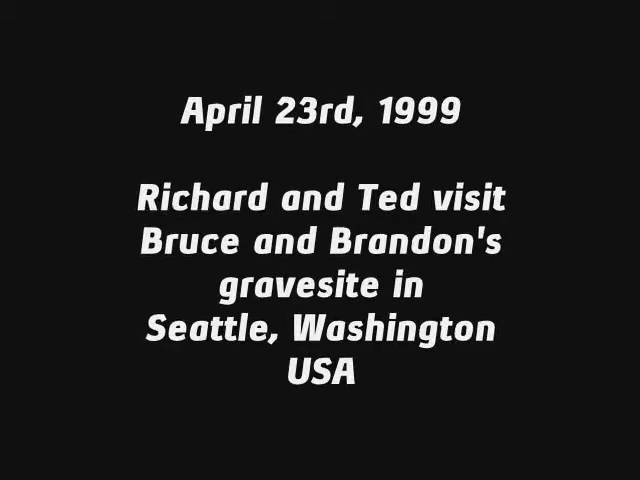 April 23rd, 1999
Richard and Ted visit
Bruce and Brandon's
gravesite in
Seattle, Washington
USA